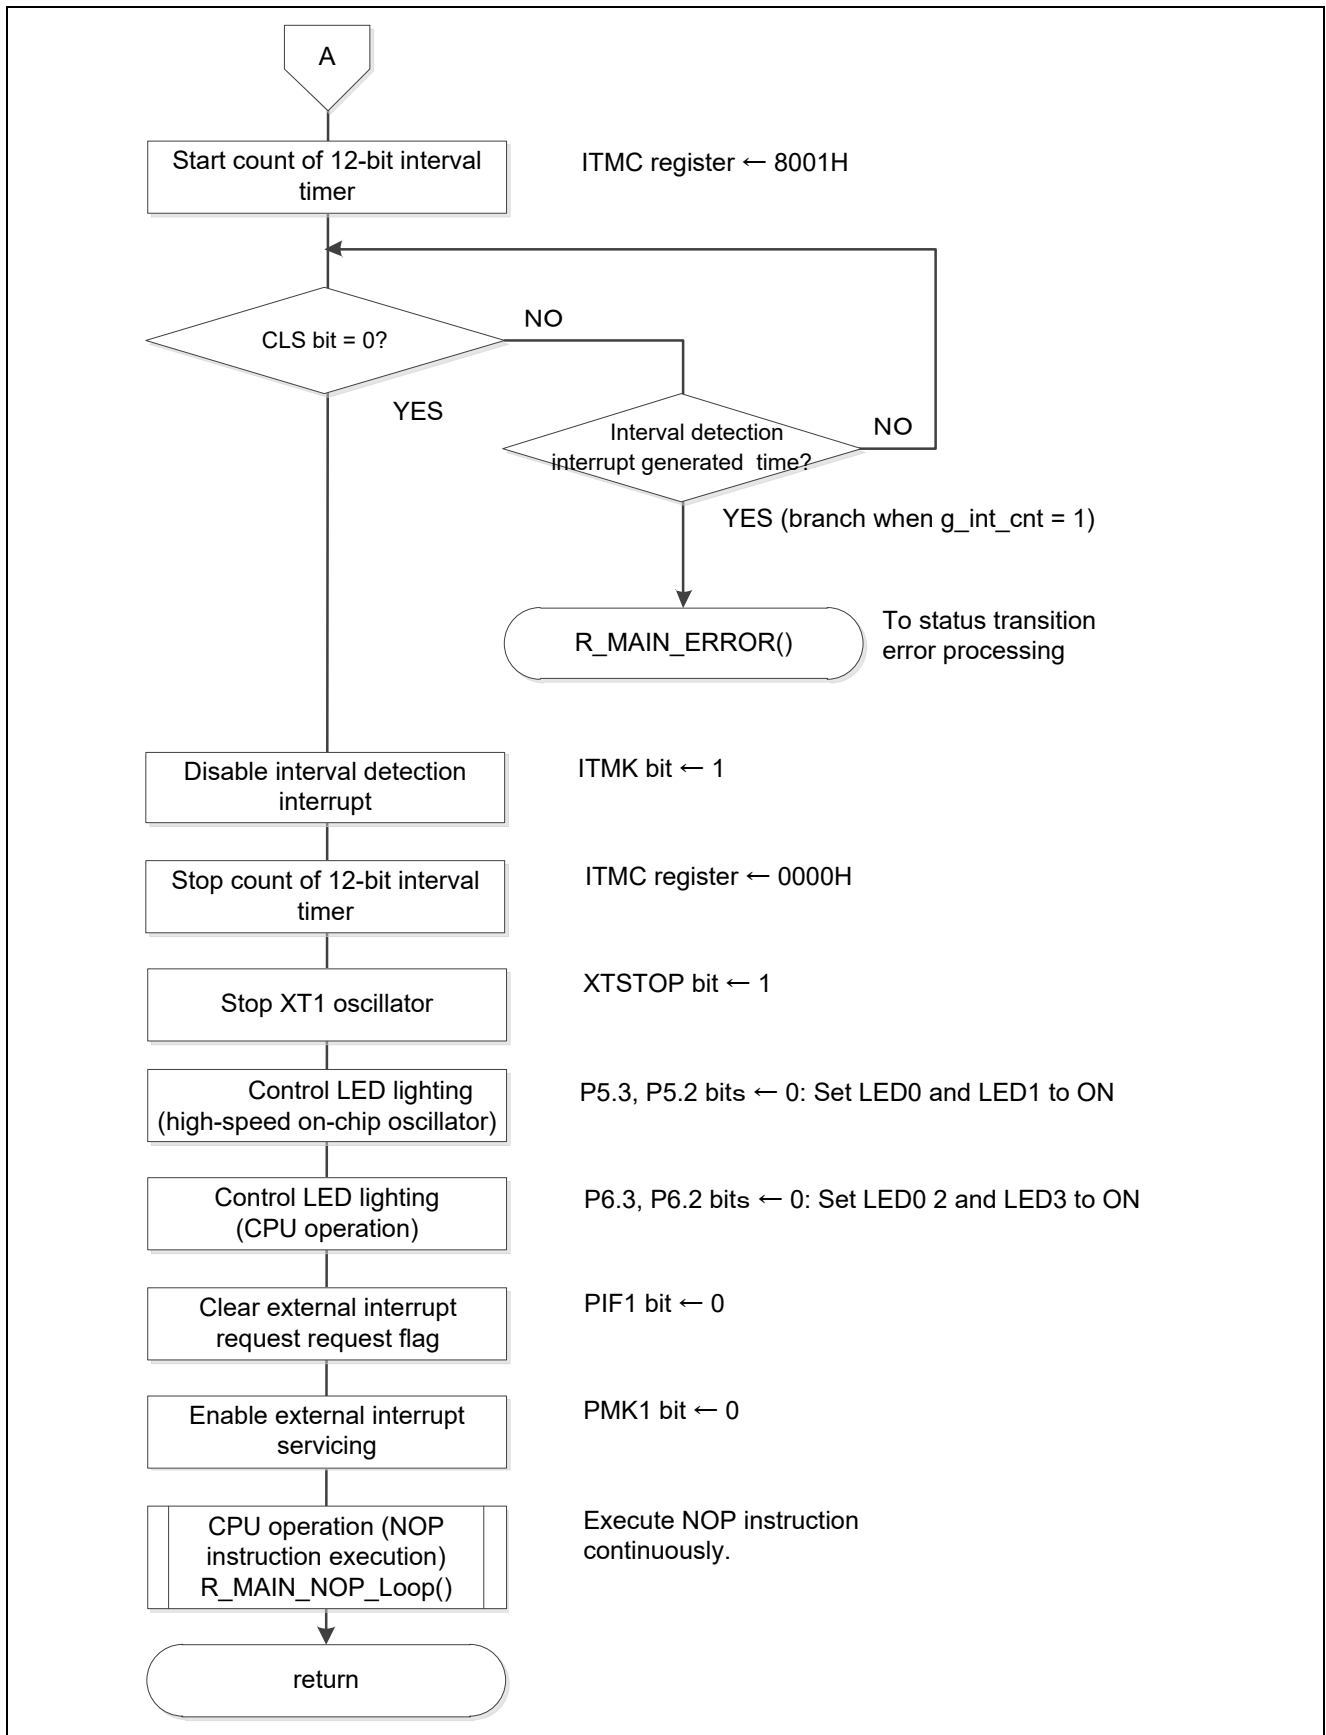 A
Start count of 12-bit interval
timer
ITMC register ← 8001H
CLS bit = 0?
NO
YES
Interval detection
interrupt generated  time?
NO
YES (branch when g_int_cnt = 1)
R_MAIN_ERROR()
To status transition
error processing
Disable interval detection
interrupt
ITMK bit ← 1
Stop count of 12-bit interval
timer
ITMC register ← 0000H
Stop XT1 oscillator
XTSTOP bit ← 1
Control LED lighting
(high-speed on-chip oscillator)
P5.3, P5.2 bits ← 0: Set LED0 and LED1 to ON
Control LED lighting
(CPU operation)
P6.3, P6.2 bits ← 0: Set LED0 2 and LED3 to ON
Clear external interrupt
request request flag
PIF1 bit ← 0
Enable external interrupt
servicing
PMK1 bit ← 0
CPU operation (NOP
instruction execution)
R_MAIN_NOP_Loop()
Execute NOP instruction
continuously.
return